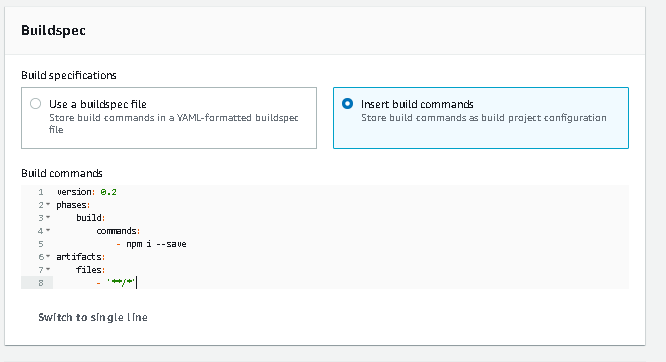 Buildspec
Build specifications
Use a buildspec file
Store build commands in a YAML-formatted buildspec
file
Insert build commands
Store build commands as build project configuration
Build commands
1 version: 0.2
2 phases:
3 build:
4 commands:
5 - npm i --save
6 artifacts:
7 files:
8 - '**/*'
Switch to single line